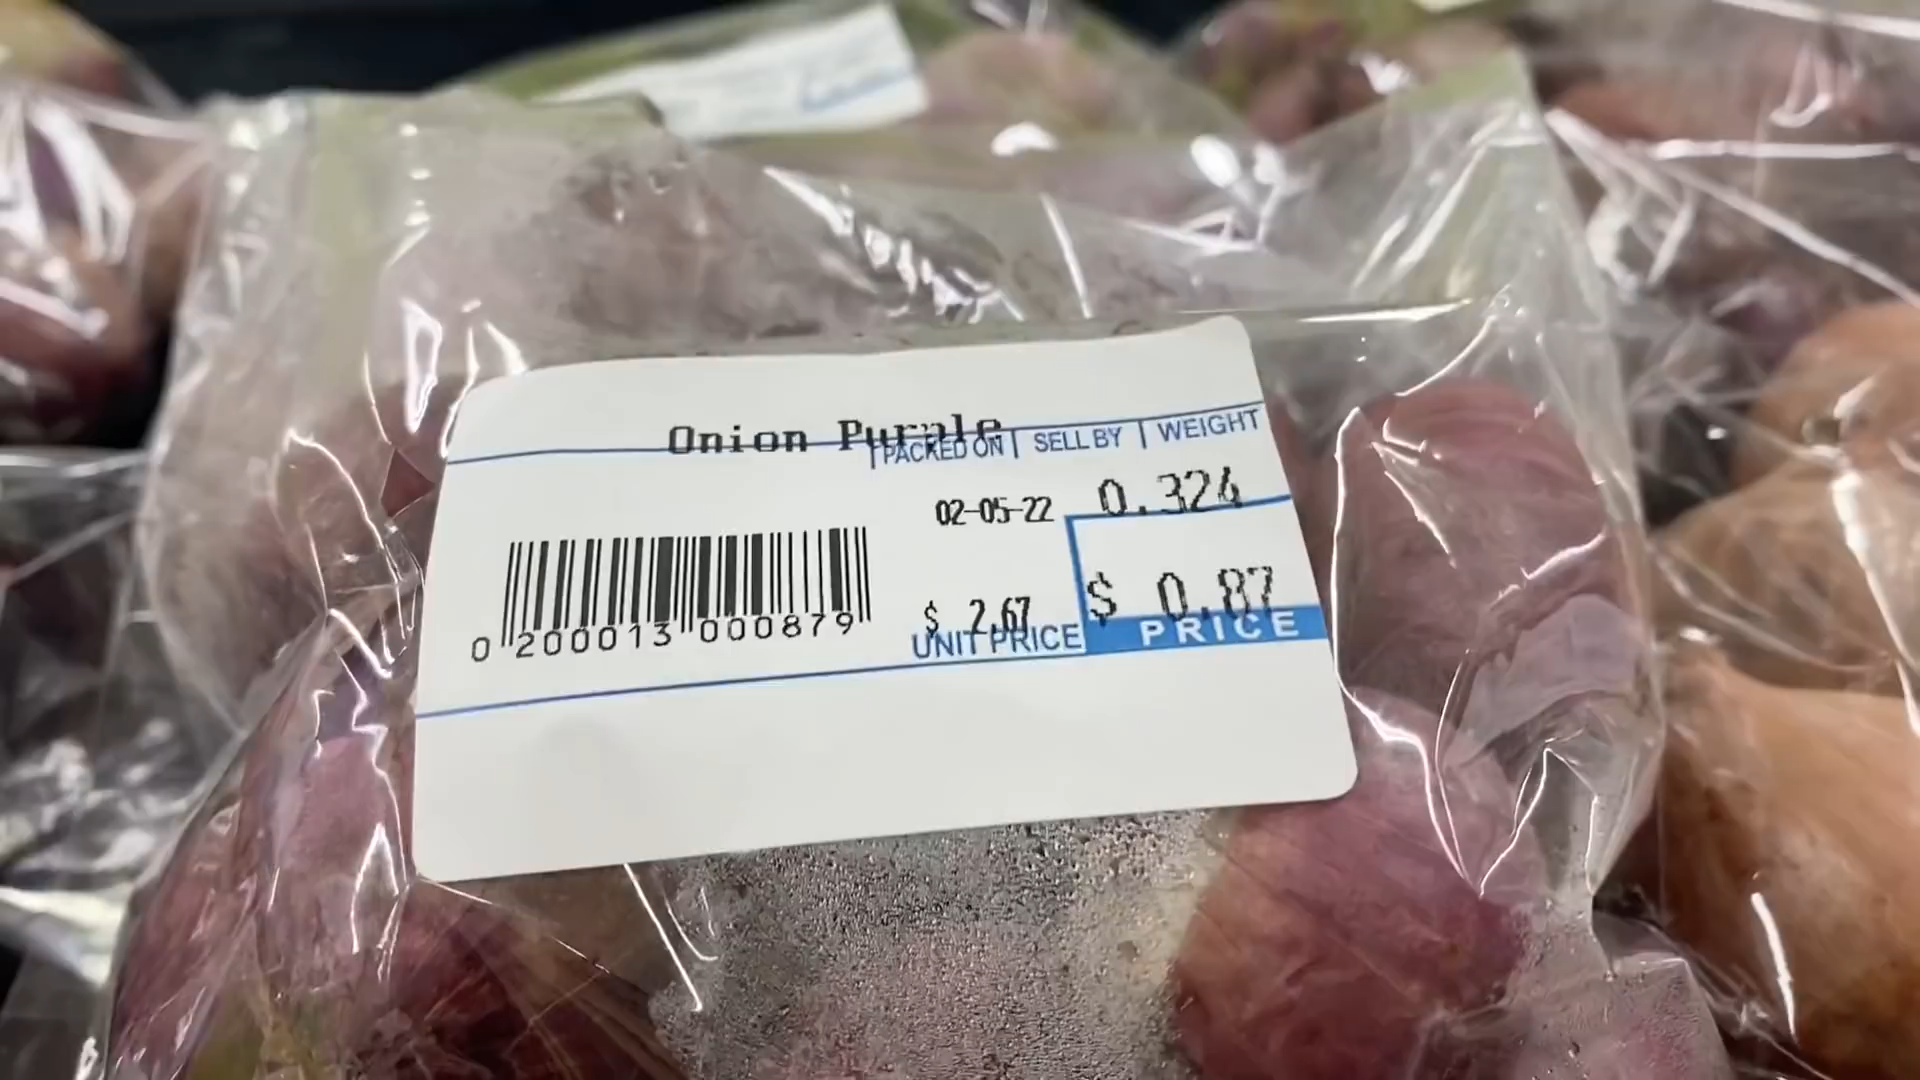 Onion Purple
PACKED ON | SELL BY | WEIGHT
02-05-22 0.324
$ 2.67 $ 0.87
UNIT PRICE PRICE
0 200013 000879